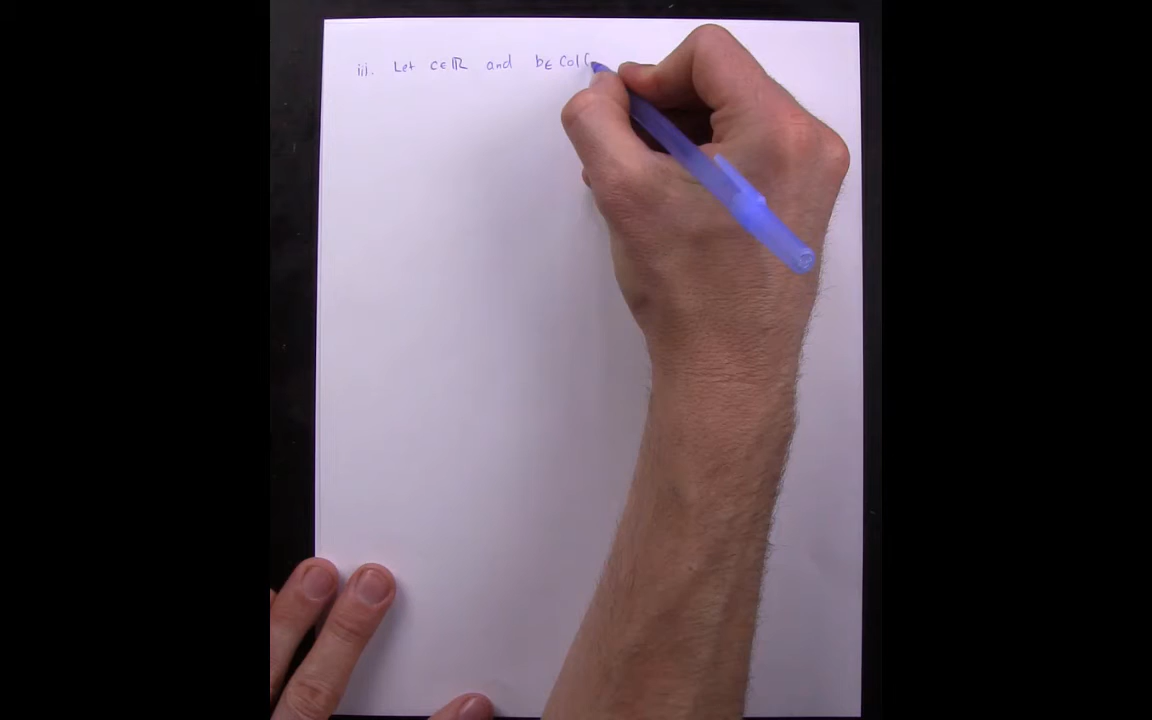 iii. Let c∈ℝ and b∈ Col(